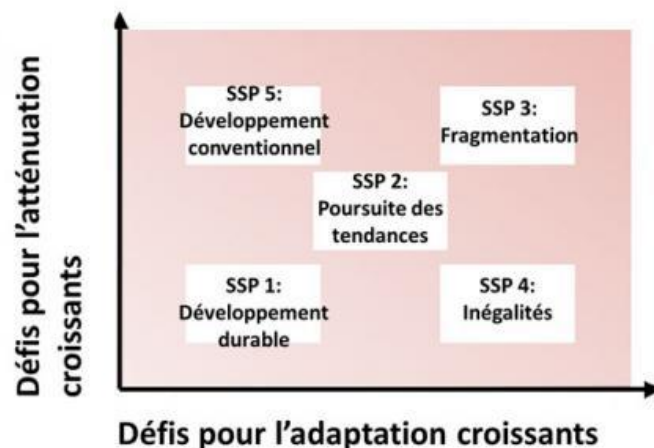 Défis pour l'atténuation
croissants
SSP 5:
Développement
conventionnel
SSP 3:
Fragmentation
SSP 2:
Poursuite des
tendances
SSP 1:
Développement
durable
SSP 4:
Inégalités
Défis pour l'adaptation croissants